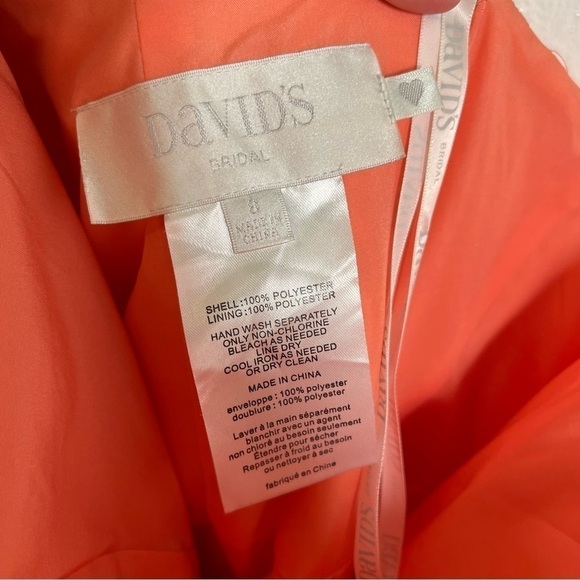 DaVID'S
BRIDAL
8
MADE IN
CHINA
SHELL:100% POLYESTER
LINING:100% POLYESTER
HAND WASH SEPARATELY
ONLY NON-CHLORINE
BLEACH AS NEEDED
LINE DRY
COOL IRON AS NEEDED
OR DRY CLEAN
MADE IN CHINA
enveloppe : 100% polyester
doublure : 100% polyester
Laver à la main séparément
blanchir avec un agent
non chloré au besoin seulement
Étendre pour sécher
Repasser à froid au besoin
ou nettoyer à sec
fabriqué en Chine
DaVID'S
BRIDAL